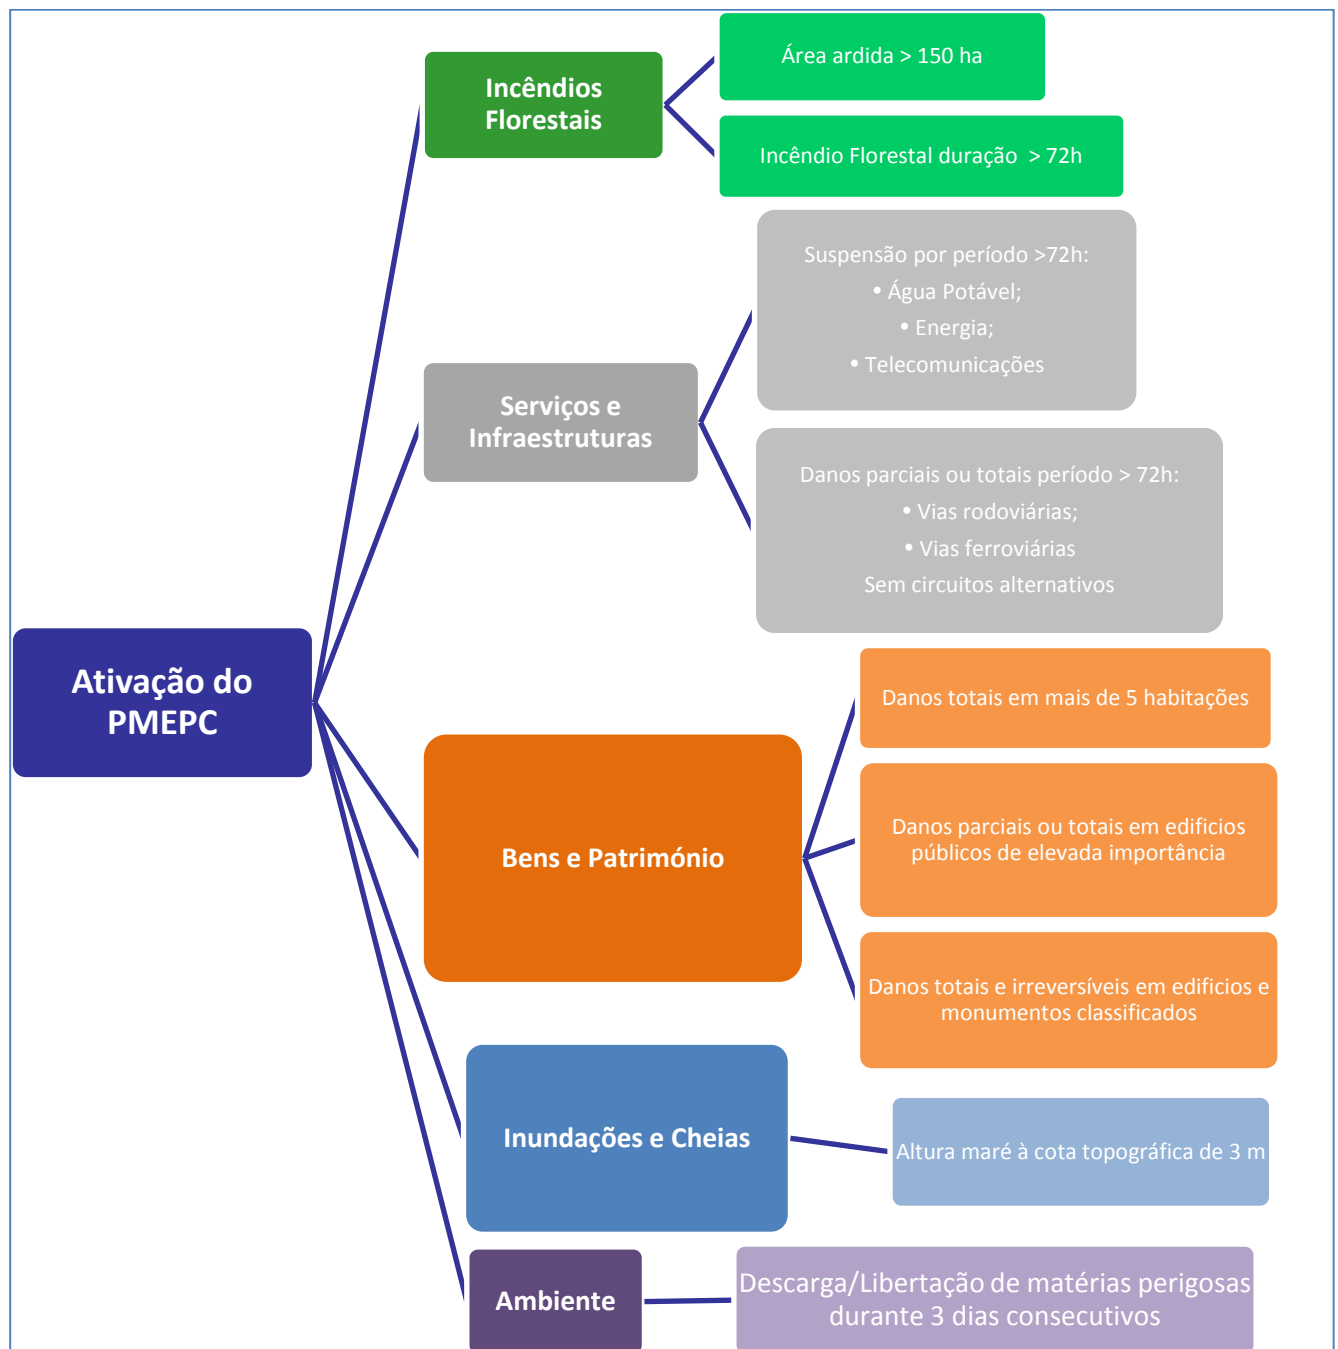 Ativação do
PMEPC
Incêndios
Florestais
Área ardida > 150 ha
Incêndio Florestal duração > 72h
Serviços e
Infraestruturas
Suspensão por período >72h:
• Água Potável;
• Energia;
• Telecomunicações
Danos parciais ou totais período > 72h:
• Vias rodoviárias;
• Vias ferroviárias
Sem circuitos alternativos
Bens e Património
Danos totais em mais de 5 habitações
Danos parciais ou totais em edificios
públicos de elevada importância
Danos totais e irreversíveis em edificios e
monumentos classificados
Inundações e Cheias
Altura maré à cota topográfica de 3 m
Ambiente
Descarga/Libertação de matérias perigosas
durante 3 dias consecutivos